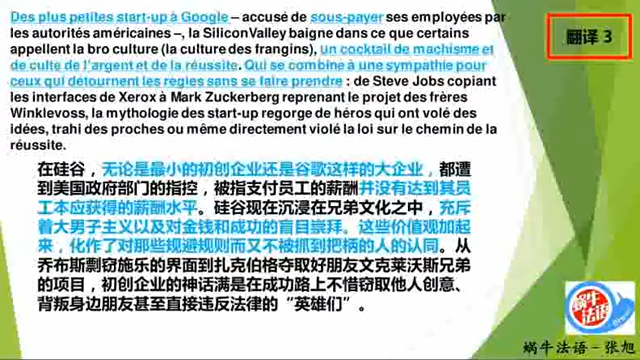 Des plus petites start-up à Google – accusé de sous-payer ses employées par
les autorités américaines –, la SiliconValley baigne dans ce que certains
appellent la bro culture (la culture des frangins), un cocktail de machisme et
de culte de l'argent et de la réussite. Qui se combine à une sympathie pour
ceux qui détournent les règles sans se faire prendre : de Steve Jobs copiant
les interfaces de Xerox à Mark Zuckerberg reprenant le projet des frères
Winklevoss, la mythologie des start-up regorge de héros qui ont volé des
idées, trahi des proches ou même directement violé la loi sur le chemin de la
réussite.
翻译 3
在硅谷，无论是最小的初创企业还是谷歌这样的大企业，都遭
到美国政府部门的指控，被指支付员工的薪酬并没有达到其员
工本应获得的薪酬水平。硅谷现在沉浸在兄弟文化之中，充斥
着大男子主义以及对金钱和成功的盲目崇拜。这些价值观加起
来，化作了对那些规避规则而又不被抓到把柄的人的认同。从
乔布斯剽窃施乐的界面到扎克伯格夺取好朋友文克莱沃斯兄弟
的项目，初创企业的神话满是在成功路上不惜窃取他人创意、
背叛身边朋友甚至直接违反法律的“英雄们”。
蜗牛
法语
蜗牛法语－张旭